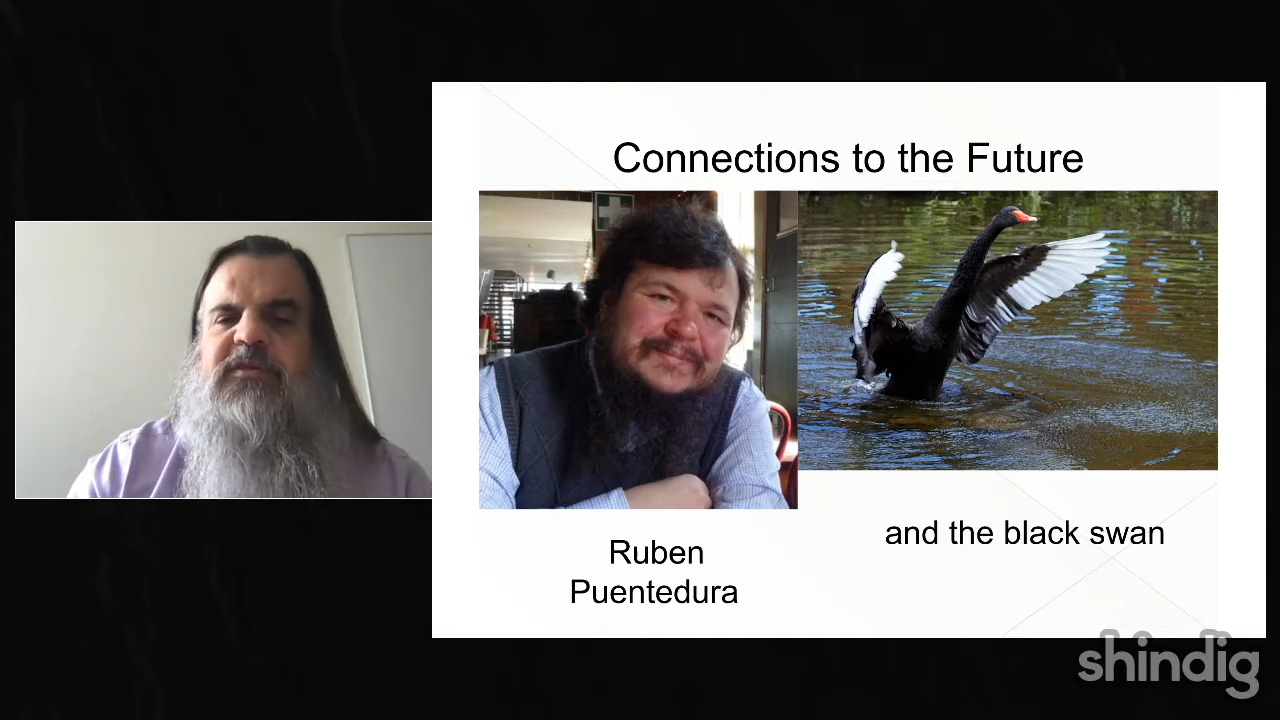 Connections to the Future
Ruben
Puentedura
and the black swan
shindig